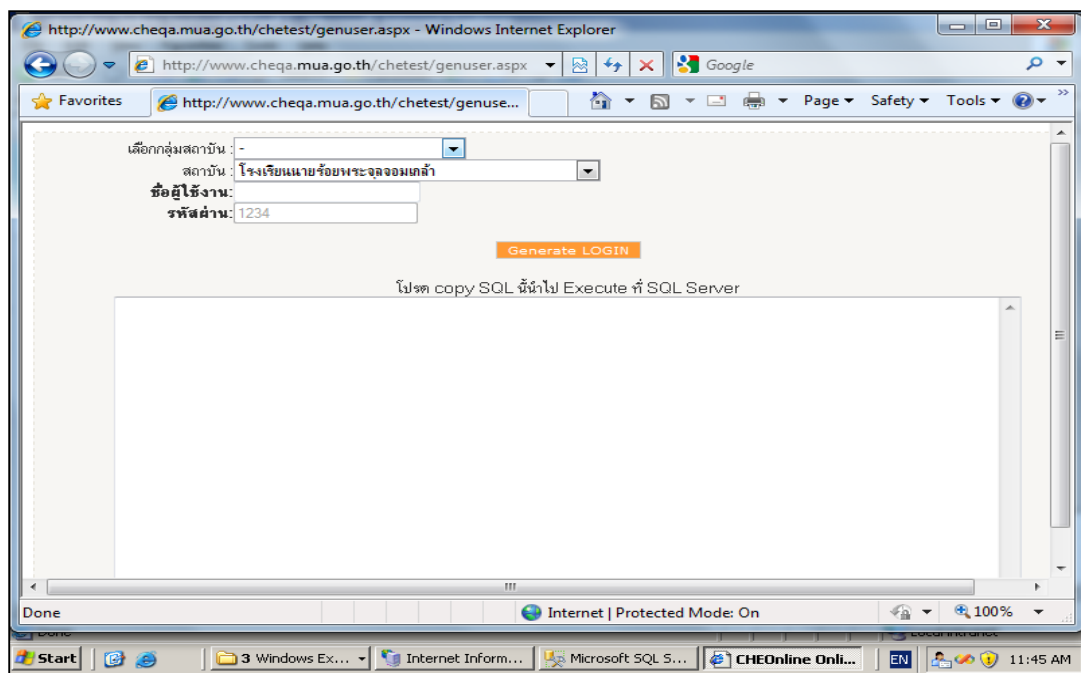 http://www.cheqa.mua.go.th/chetest/genuser.aspx - Windows Internet Explorer
http://www.cheqa.mua.go.th/chetest/genuser.aspx Google
Favorites http://www.cheqa.mua.go.th/chetest/genuse... Page Safety Tools
เลือกกลุ่มสถาบัน : -
สถาบัน : โรงเรียนนายร้อยพระจุลจอมเกล้า
ชื่อผู้ใช้งาน:
รหัสผ่าน: 1234
Generate LOGIN
โปรด copy SQL นี้นำไป Execute ที่ SQL Server
Done Internet | Protected Mode: On 100%
Start 3 Windows Ex... Internet Inform... Microsoft SQL S... CHEOnline Onli... EN 11:45 AM